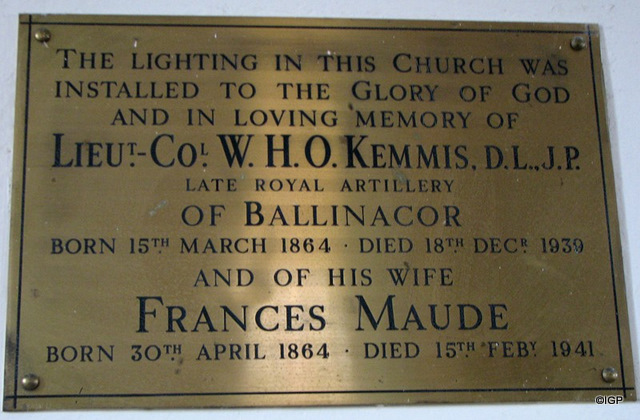 THE LIGHTING IN THIS CHURCH WAS
INSTALLED TO THE GLORY OF GOD
AND IN LOVING MEMORY OF
LIEUT.-COL. W. H. O. KEMMIS, D.L., J.P.
LATE ROYAL ARTILLERY
OF BALLINACOR
BORN 15TH MARCH 1864 · DIED 18TH DECR 1939
AND OF HIS WIFE
FRANCES MAUDE
BORN 30TH APRIL 1864 · DIED 15TH FEBY 1941
©IGP